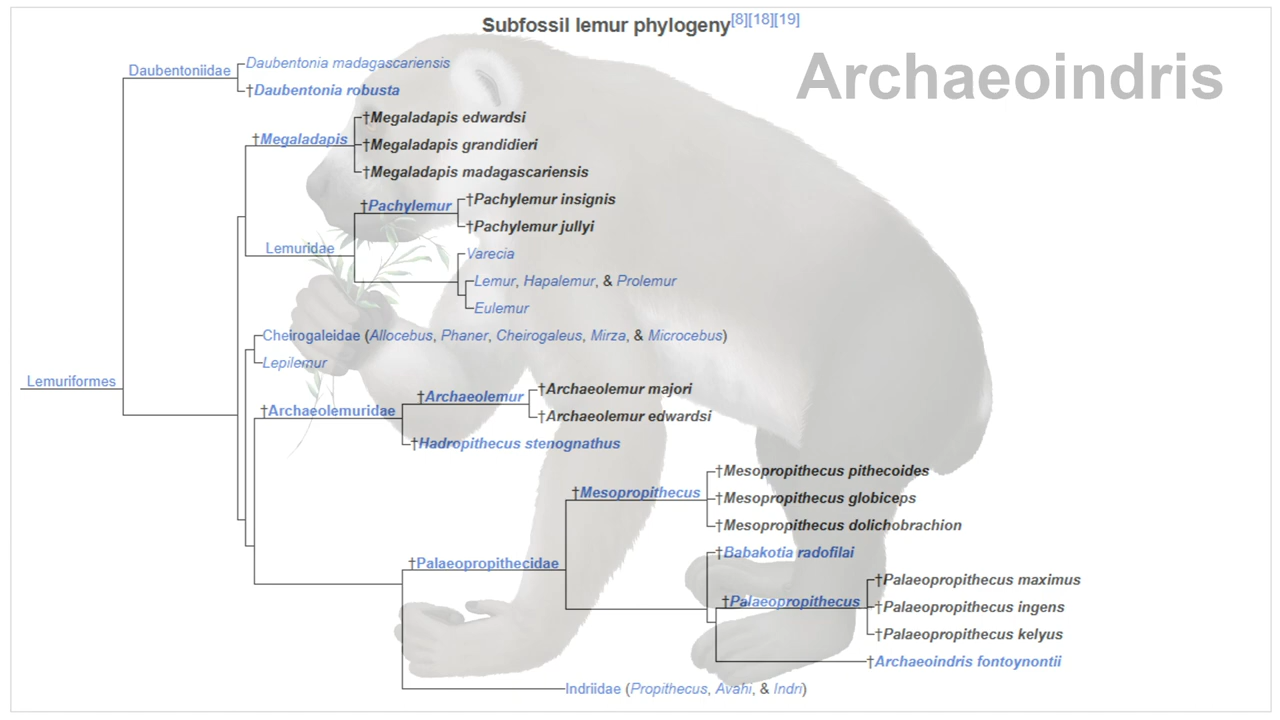 Subfossil lemur phylogeny[8][18][19]
Archaeoindris
Daubentoniidae
Daubentonia madagascariensis
†Daubentonia robusta
†Megaladapis
†Megaladapis edwardsi
†Megaladapis grandidieri
†Megaladapis madagascariensis
†Pachylemur
†Pachylemur insignis
†Pachylemur jullyi
Lemuridae
Varecia
Lemur, Hapalemur, & Prolemur
Eulemur
Cheirogaleidae (Allocebus, Phaner, Cheirogaleus, Mirza, & Microcebus)
Lepilemur
Lemuriformes
†Archaeolemuridae
†Archaeolemur
†Archaeolemur majori
†Archaeolemur edwardsi
†Hadropithecus stenognathus
†Mesopropithecus
†Mesopropithecus pithecoides
†Mesopropithecus globiceps
†Mesopropithecus dolichobrachion
†Palaeopropithecidae
†Babakotia radofilai
†Palaeopropithecus
†Palaeopropithecus maximus
†Palaeopropithecus ingens
†Palaeopropithecus kelyus
†Archaeoindris fontoynontii
Indriidae (Propithecus, Avahi, & Indri)